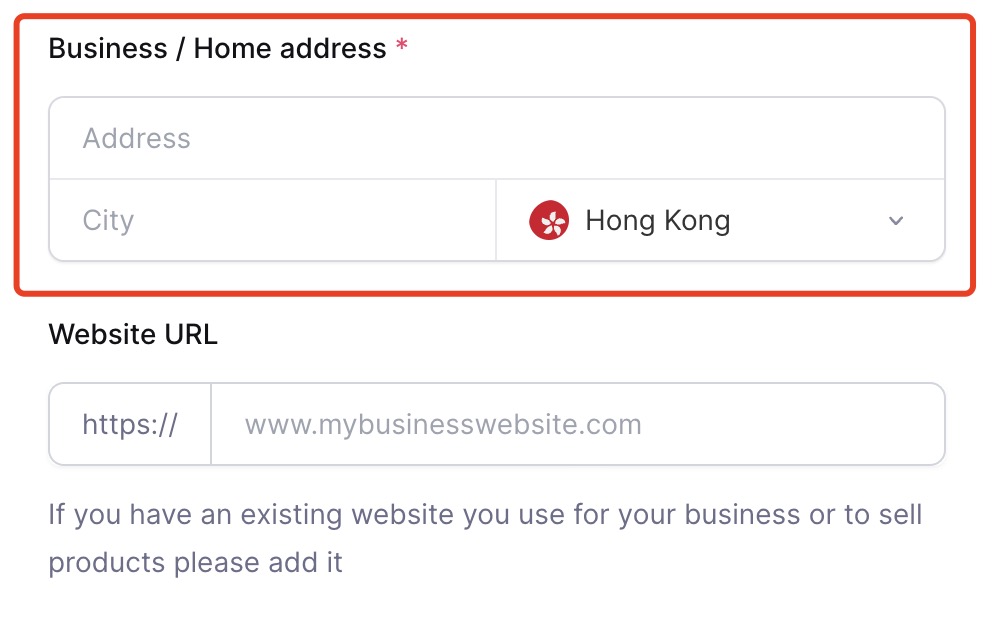 Business / Home address *
Address
City
Hong Kong
Website URL
https://
www.mybusinesswebsite.com
If you have an existing website you use for your business or to sell
products please add it